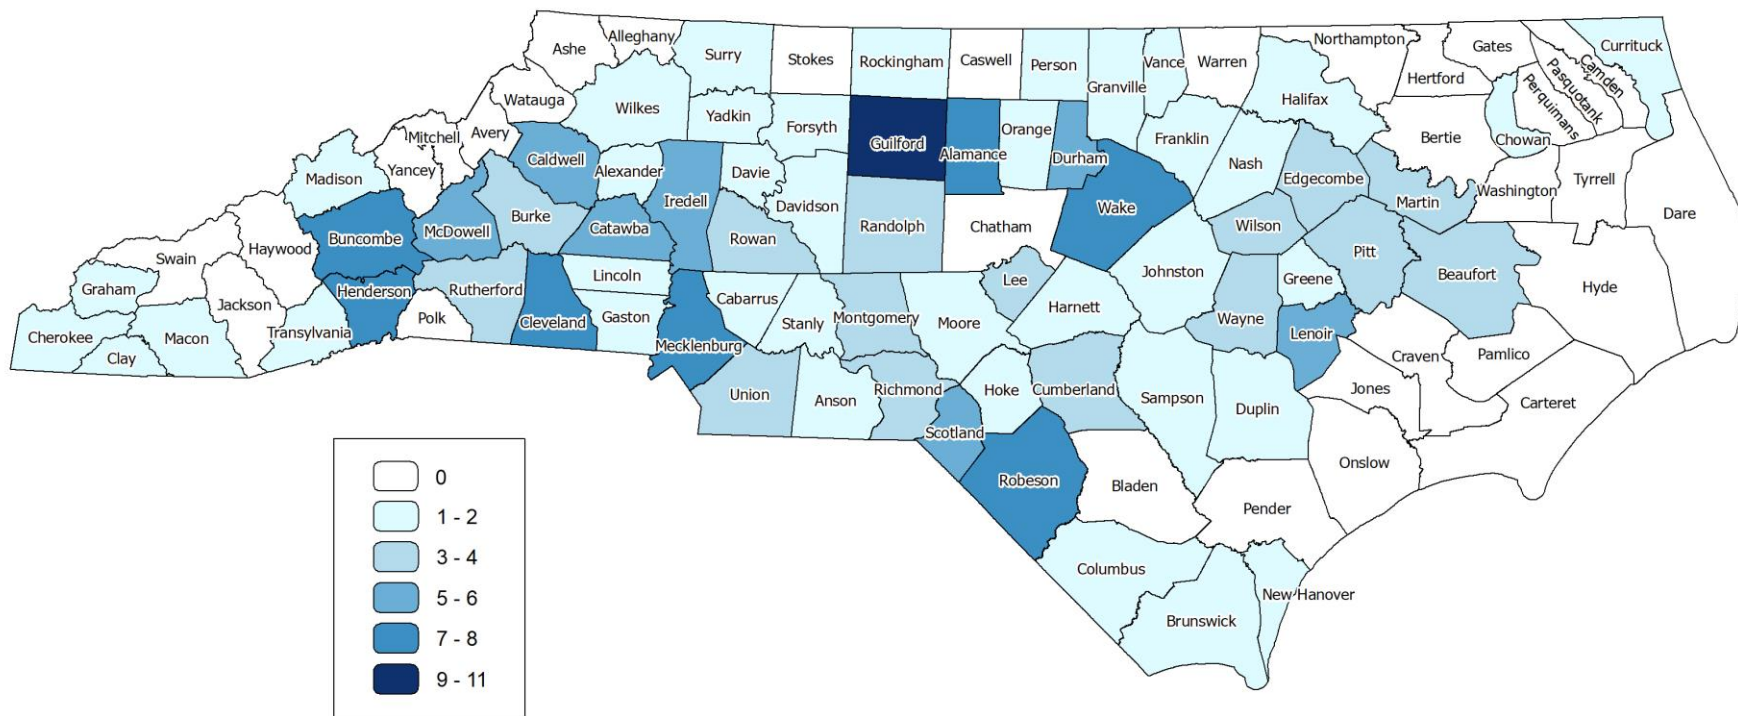 Ashe
Alleghany
Surry
Stokes
Rockingham
Caswell
Person
Granville
Vance
Warren
Northampton
Hertford
Gates
Camden
Pasquotank
Perquimans
Currituck
Watauga
Wilkes
Yadkin
Forsyth
Guilford
Alamance
Orange
Durham
Franklin
Halifax
Bertie
Chowan
Mitchell
Avery
Yancey
Madison
Caldwell
Alexander
Iredell
Davie
Davidson
Randolph
Chatham
Wake
Nash
Edgecombe
Martin
Washington
Tyrrell
Dare
Haywood
Buncombe
McDowell
Burke
Catawba
Rowan
Lee
Johnston
Wilson
Pitt
Greene
Beaufort
Hyde
Swain
Graham
Jackson
Henderson
Rutherford
Lincoln
Cabarrus
Stanly
Montgomery
Moore
Harnett
Wayne
Lenoir
Craven
Pamlico
Cherokee
Clay
Macon
Transylvania
Polk
Cleveland
Gaston
Mecklenburg
Union
Anson
Richmond
Hoke
Cumberland
Sampson
Duplin
Jones
Carteret
Scotland
Robeson
Bladen
Pender
Onslow
Columbus
Brunswick
New Hanover
0
1 - 2
3 - 4
5 - 6
7 - 8
9 - 11